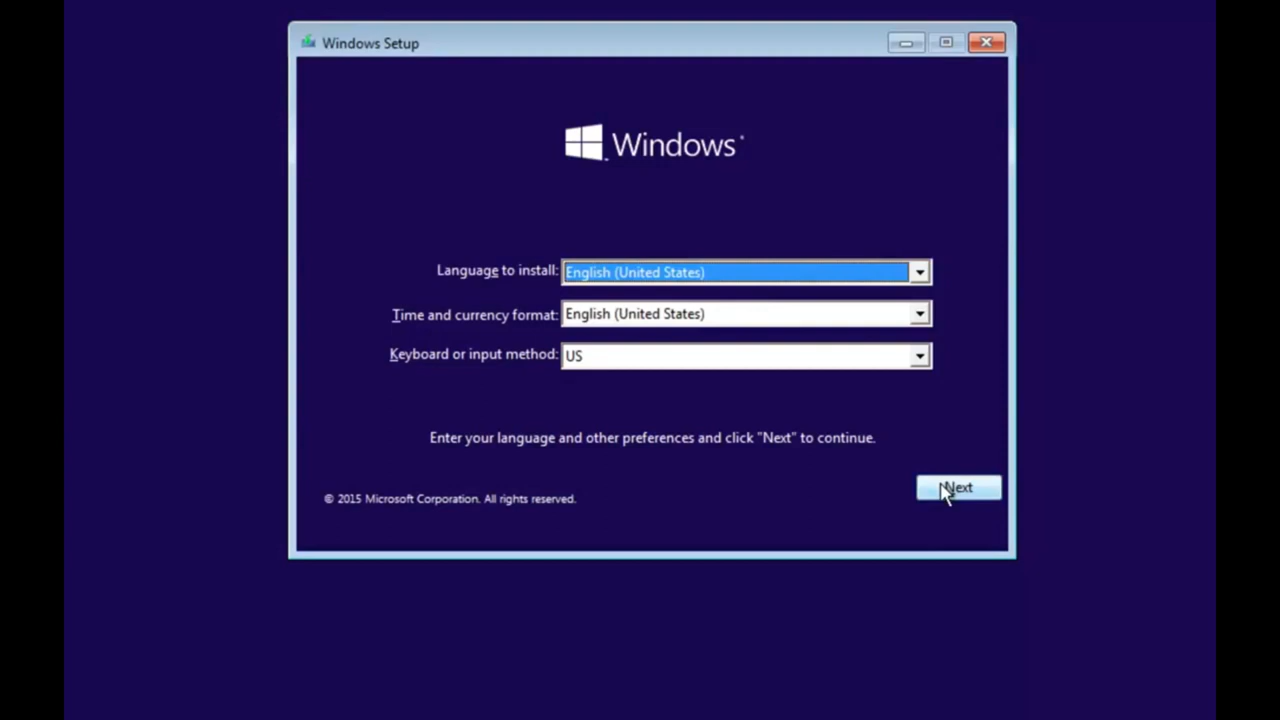 Windows Setup
Windows
Language to install: English (United States)
Time and currency format: English (United States)
Keyboard or input method: US
Enter your language and other preferences and click "Next" to continue.
Next
© 2015 Microsoft Corporation. All rights reserved.